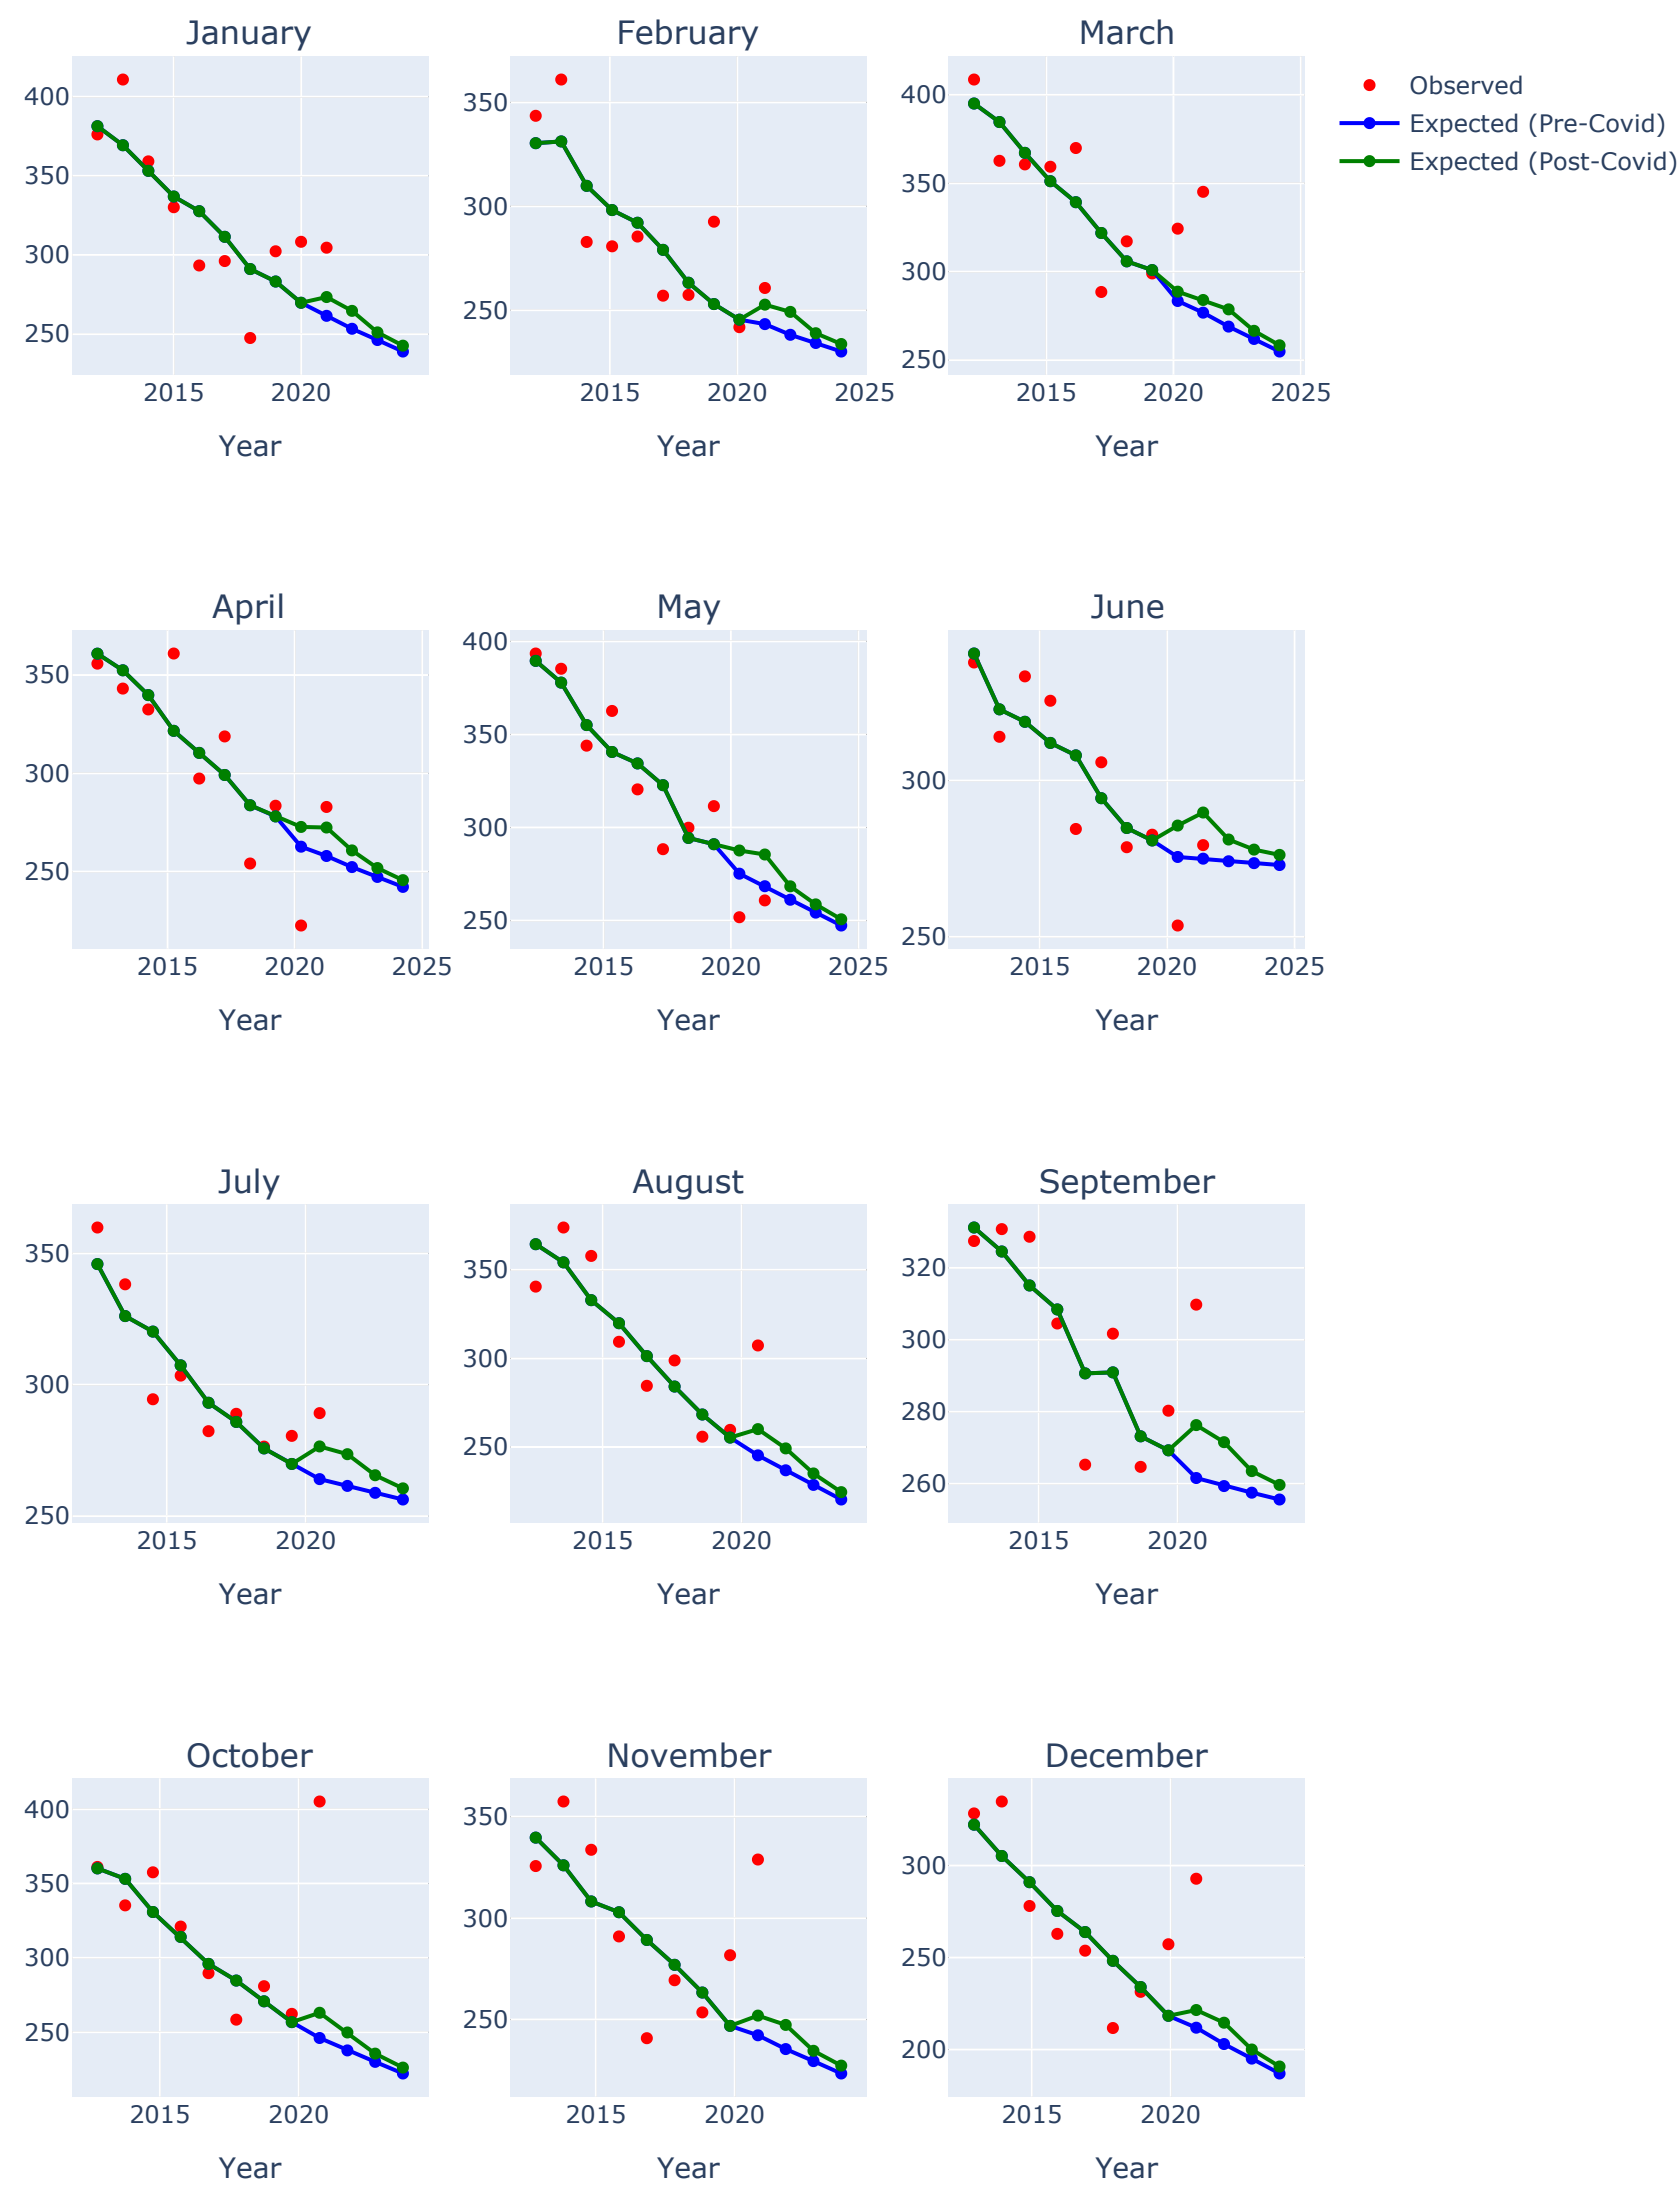 January
February
March
Observed
Expected (Pre-Covid)
Expected (Post-Covid)
400
350
300
250
2015
2020
Year
350
300
250
2015
2020
2025
Year
400
350
300
250
2015
2020
2025
Year
April
May
June
350
300
250
2015
2020
2025
Year
400
350
300
250
2015
2020
2025
Year
300
250
2015
2020
2025
Year
July
August
September
350
300
250
2015
2020
Year
350
300
250
2015
2020
Year
320
300
280
260
2015
2020
Year
October
November
December
400
350
300
250
2015
2020
Year
350
300
250
2015
2020
Year
300
250
200
2015
2020
Year